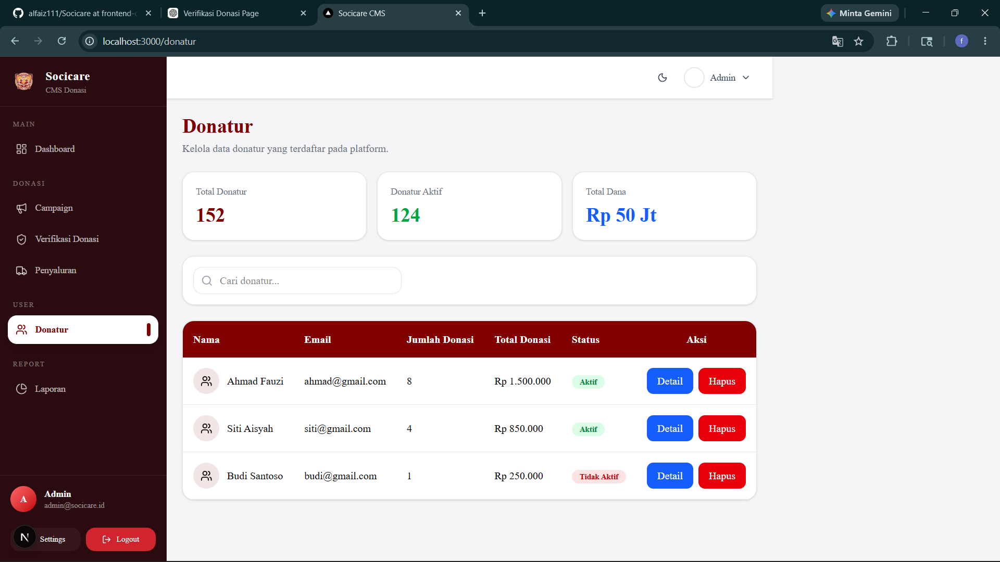 alfaiz111/Socicare at frontend-c
Verifikasi Donasi Page
Socicare CMS
Minta Gemini
localhost:3000/donatur
f
Socicare
CMS Donasi
MAIN
Dashboard
DONASI
Campaign
Verifikasi Donasi
Penyaluran
USER
Donatur
REPORT
Laporan
A
Admin
admin@socicare.id
N
Settings
Logout
Admin
Donatur
Kelola data donatur yang terdaftar pada platform.
Total Donatur
152
Donatur Aktif
124
Total Dana
Rp 50 Jt
Cari donatur...
Nama Email Jumlah Donasi Total Donasi Status Aksi
Ahmad Fauzi ahmad@gmail.com 8 Rp 1.500.000 Aktif Detail Hapus
Siti Aisyah siti@gmail.com 4 Rp 850.000 Aktif Detail Hapus
Budi Santoso budi@gmail.com 1 Rp 250.000 Tidak Aktif Detail Hapus